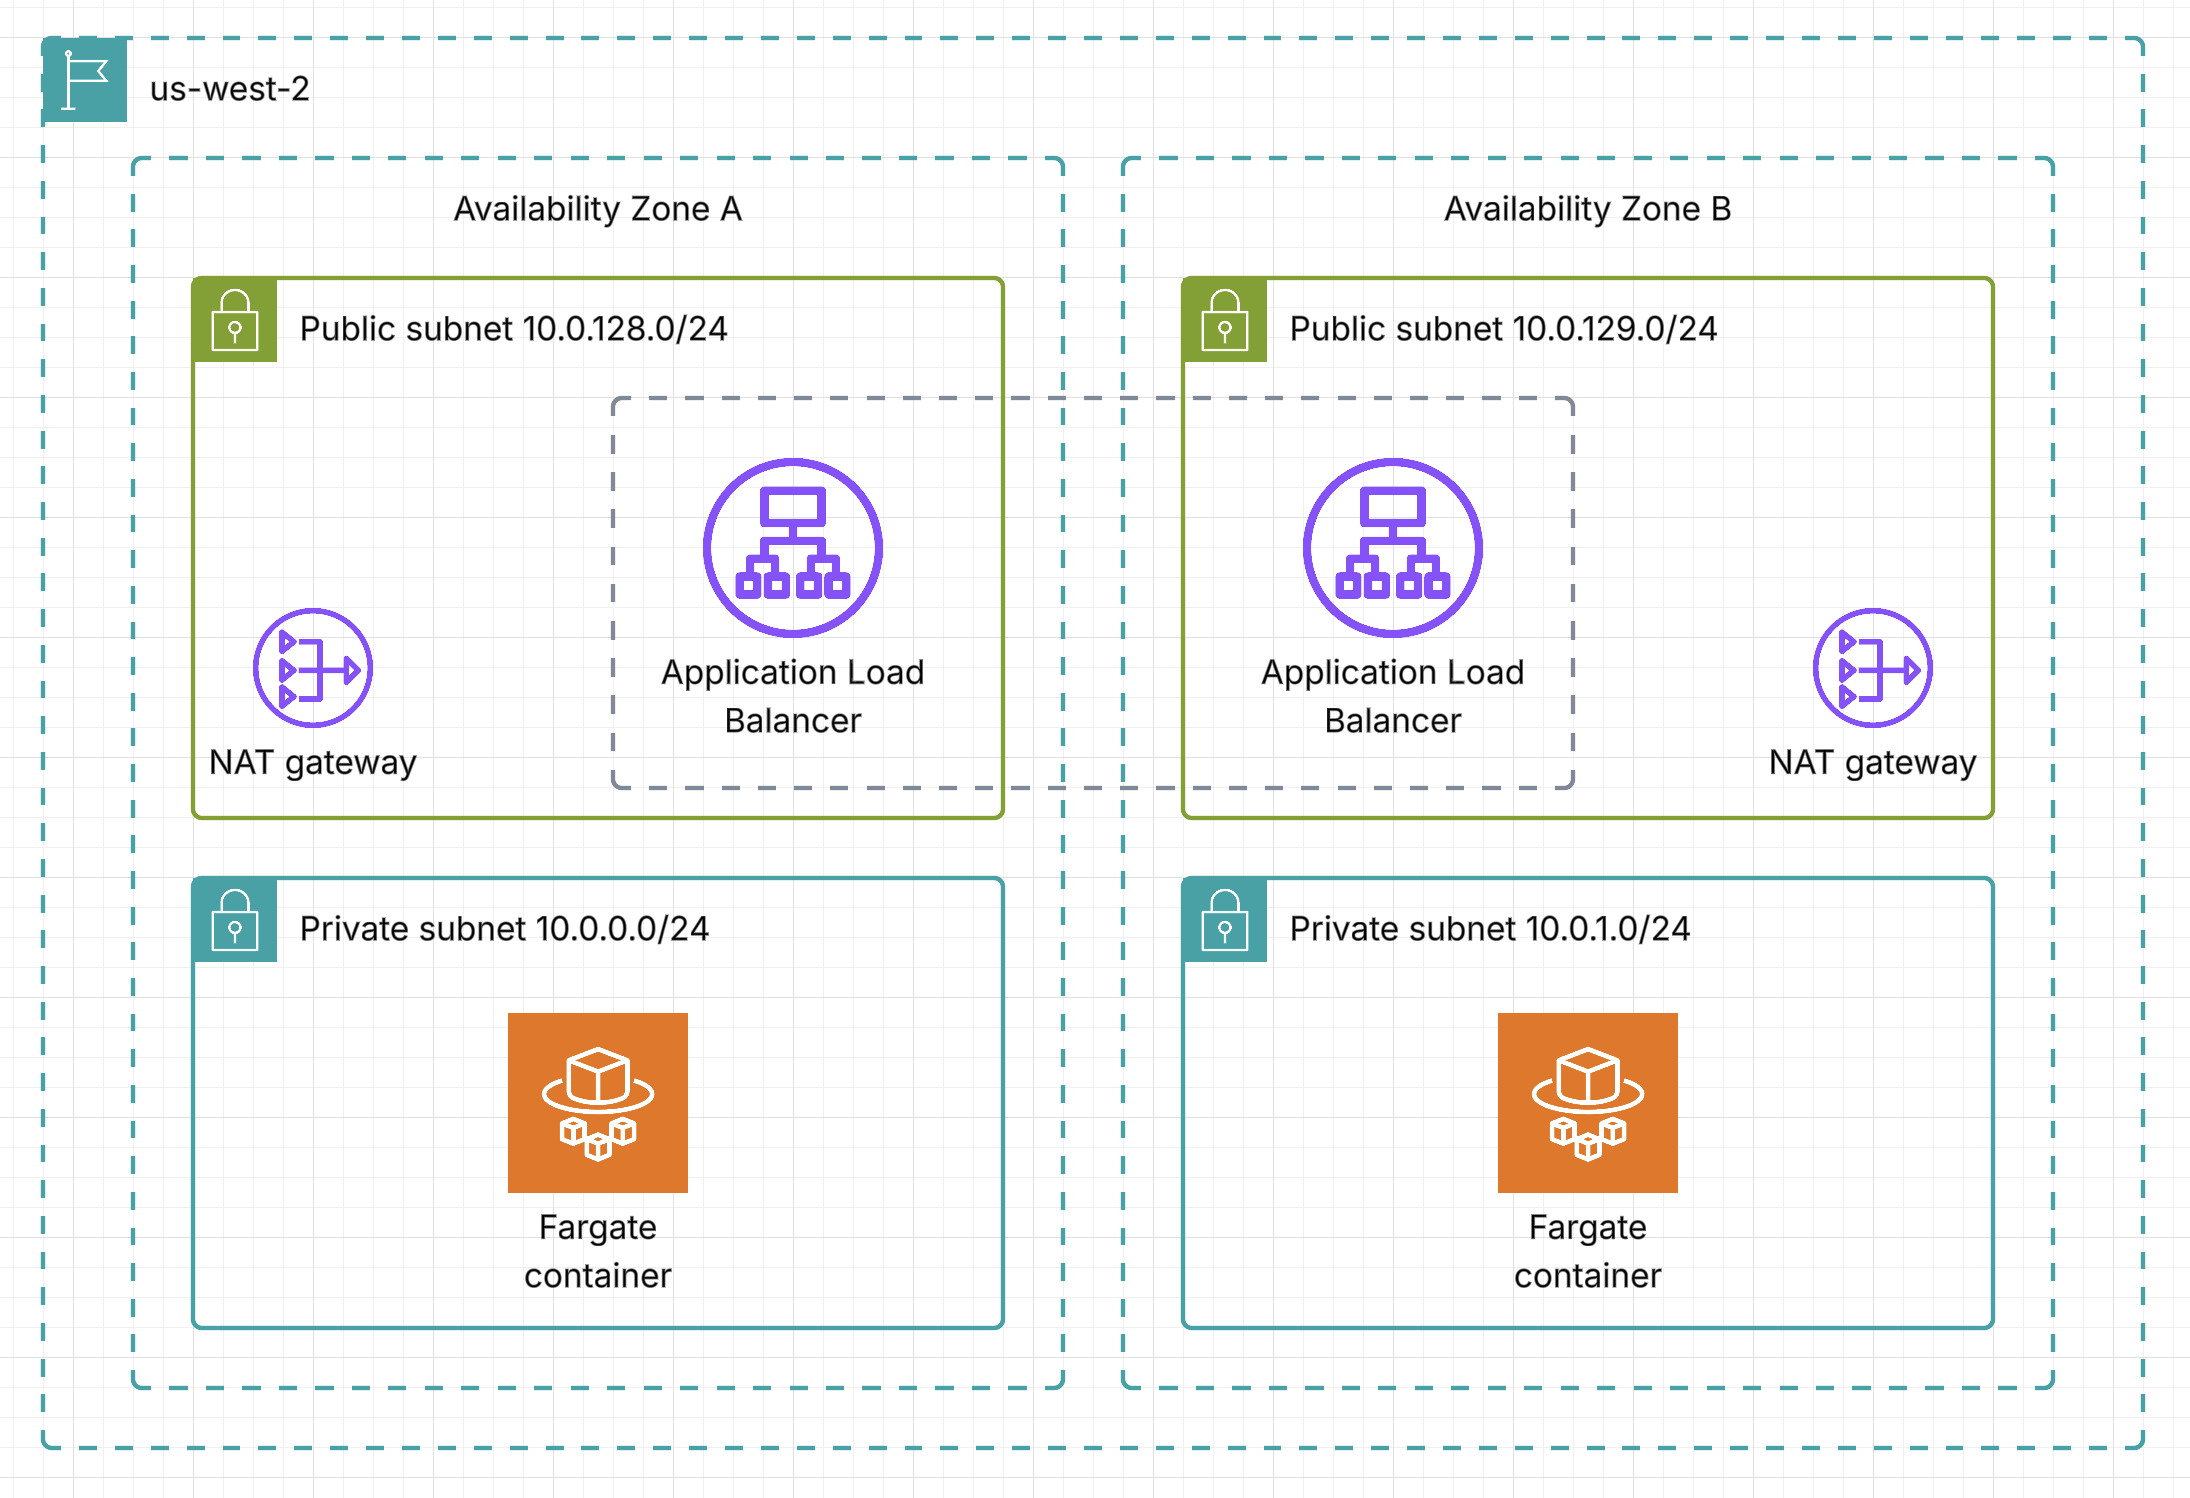 us-west-2
Availability Zone A
Availability Zone B
Public subnet 10.0.128.0/24
Public subnet 10.0.129.0/24
Application Load
Balancer
Application Load
Balancer
NAT gateway
NAT gateway
Private subnet 10.0.0.0/24
Private subnet 10.0.1.0/24
Fargate
container
Fargate
container